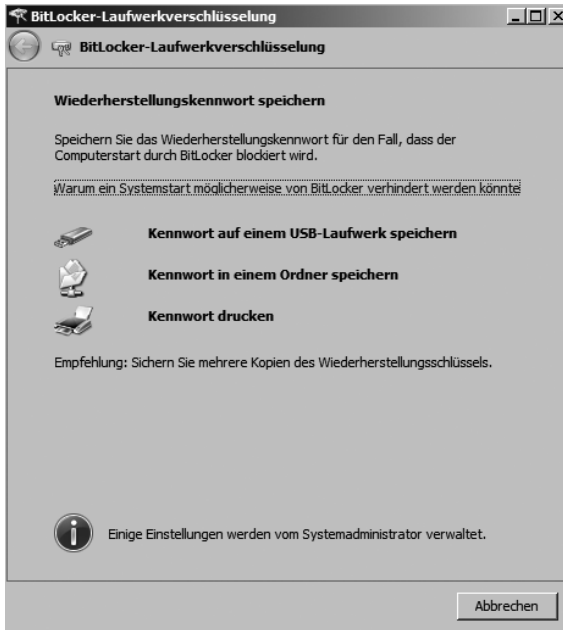 BitLocker-Laufwerkverschlüsselung
BitLocker-Laufwerkverschlüsselung
Wiederherstellungskennwort speichern
Speichern Sie das Wiederherstellungskennwort für den Fall, dass der
Computerstart durch BitLocker blockiert wird.
Warum ein Systemstart möglicherweise von BitLocker verhindert werden könnte
Kennwort auf einem USB-Laufwerk speichern
Kennwort in einem Ordner speichern
Kennwort drucken
Empfehlung: Sichern Sie mehrere Kopien des Wiederherstellungsschlüssels.
Einige Einstellungen werden vom Systemadministrator verwaltet.
Abbrechen